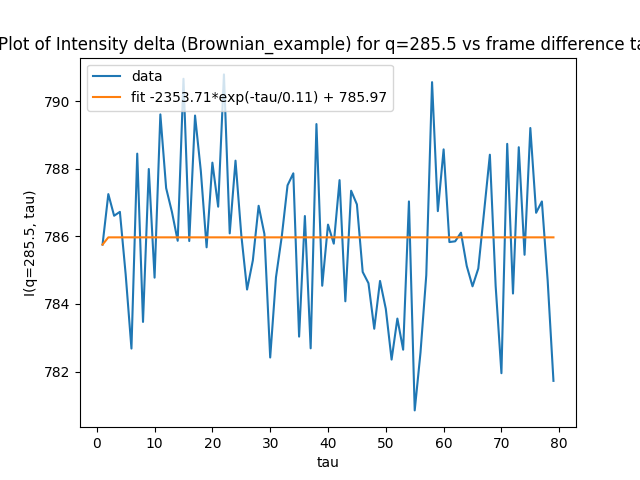 Plot of Intensity delta (Brownian_example) for q=285.5 vs frame difference ta
data
fit -2353.71*exp(-tau/0.11) + 785.97
I(q=285.5, tau)
790
788
786
784
782
0 10 20 30 40 50 60 70 80
tau